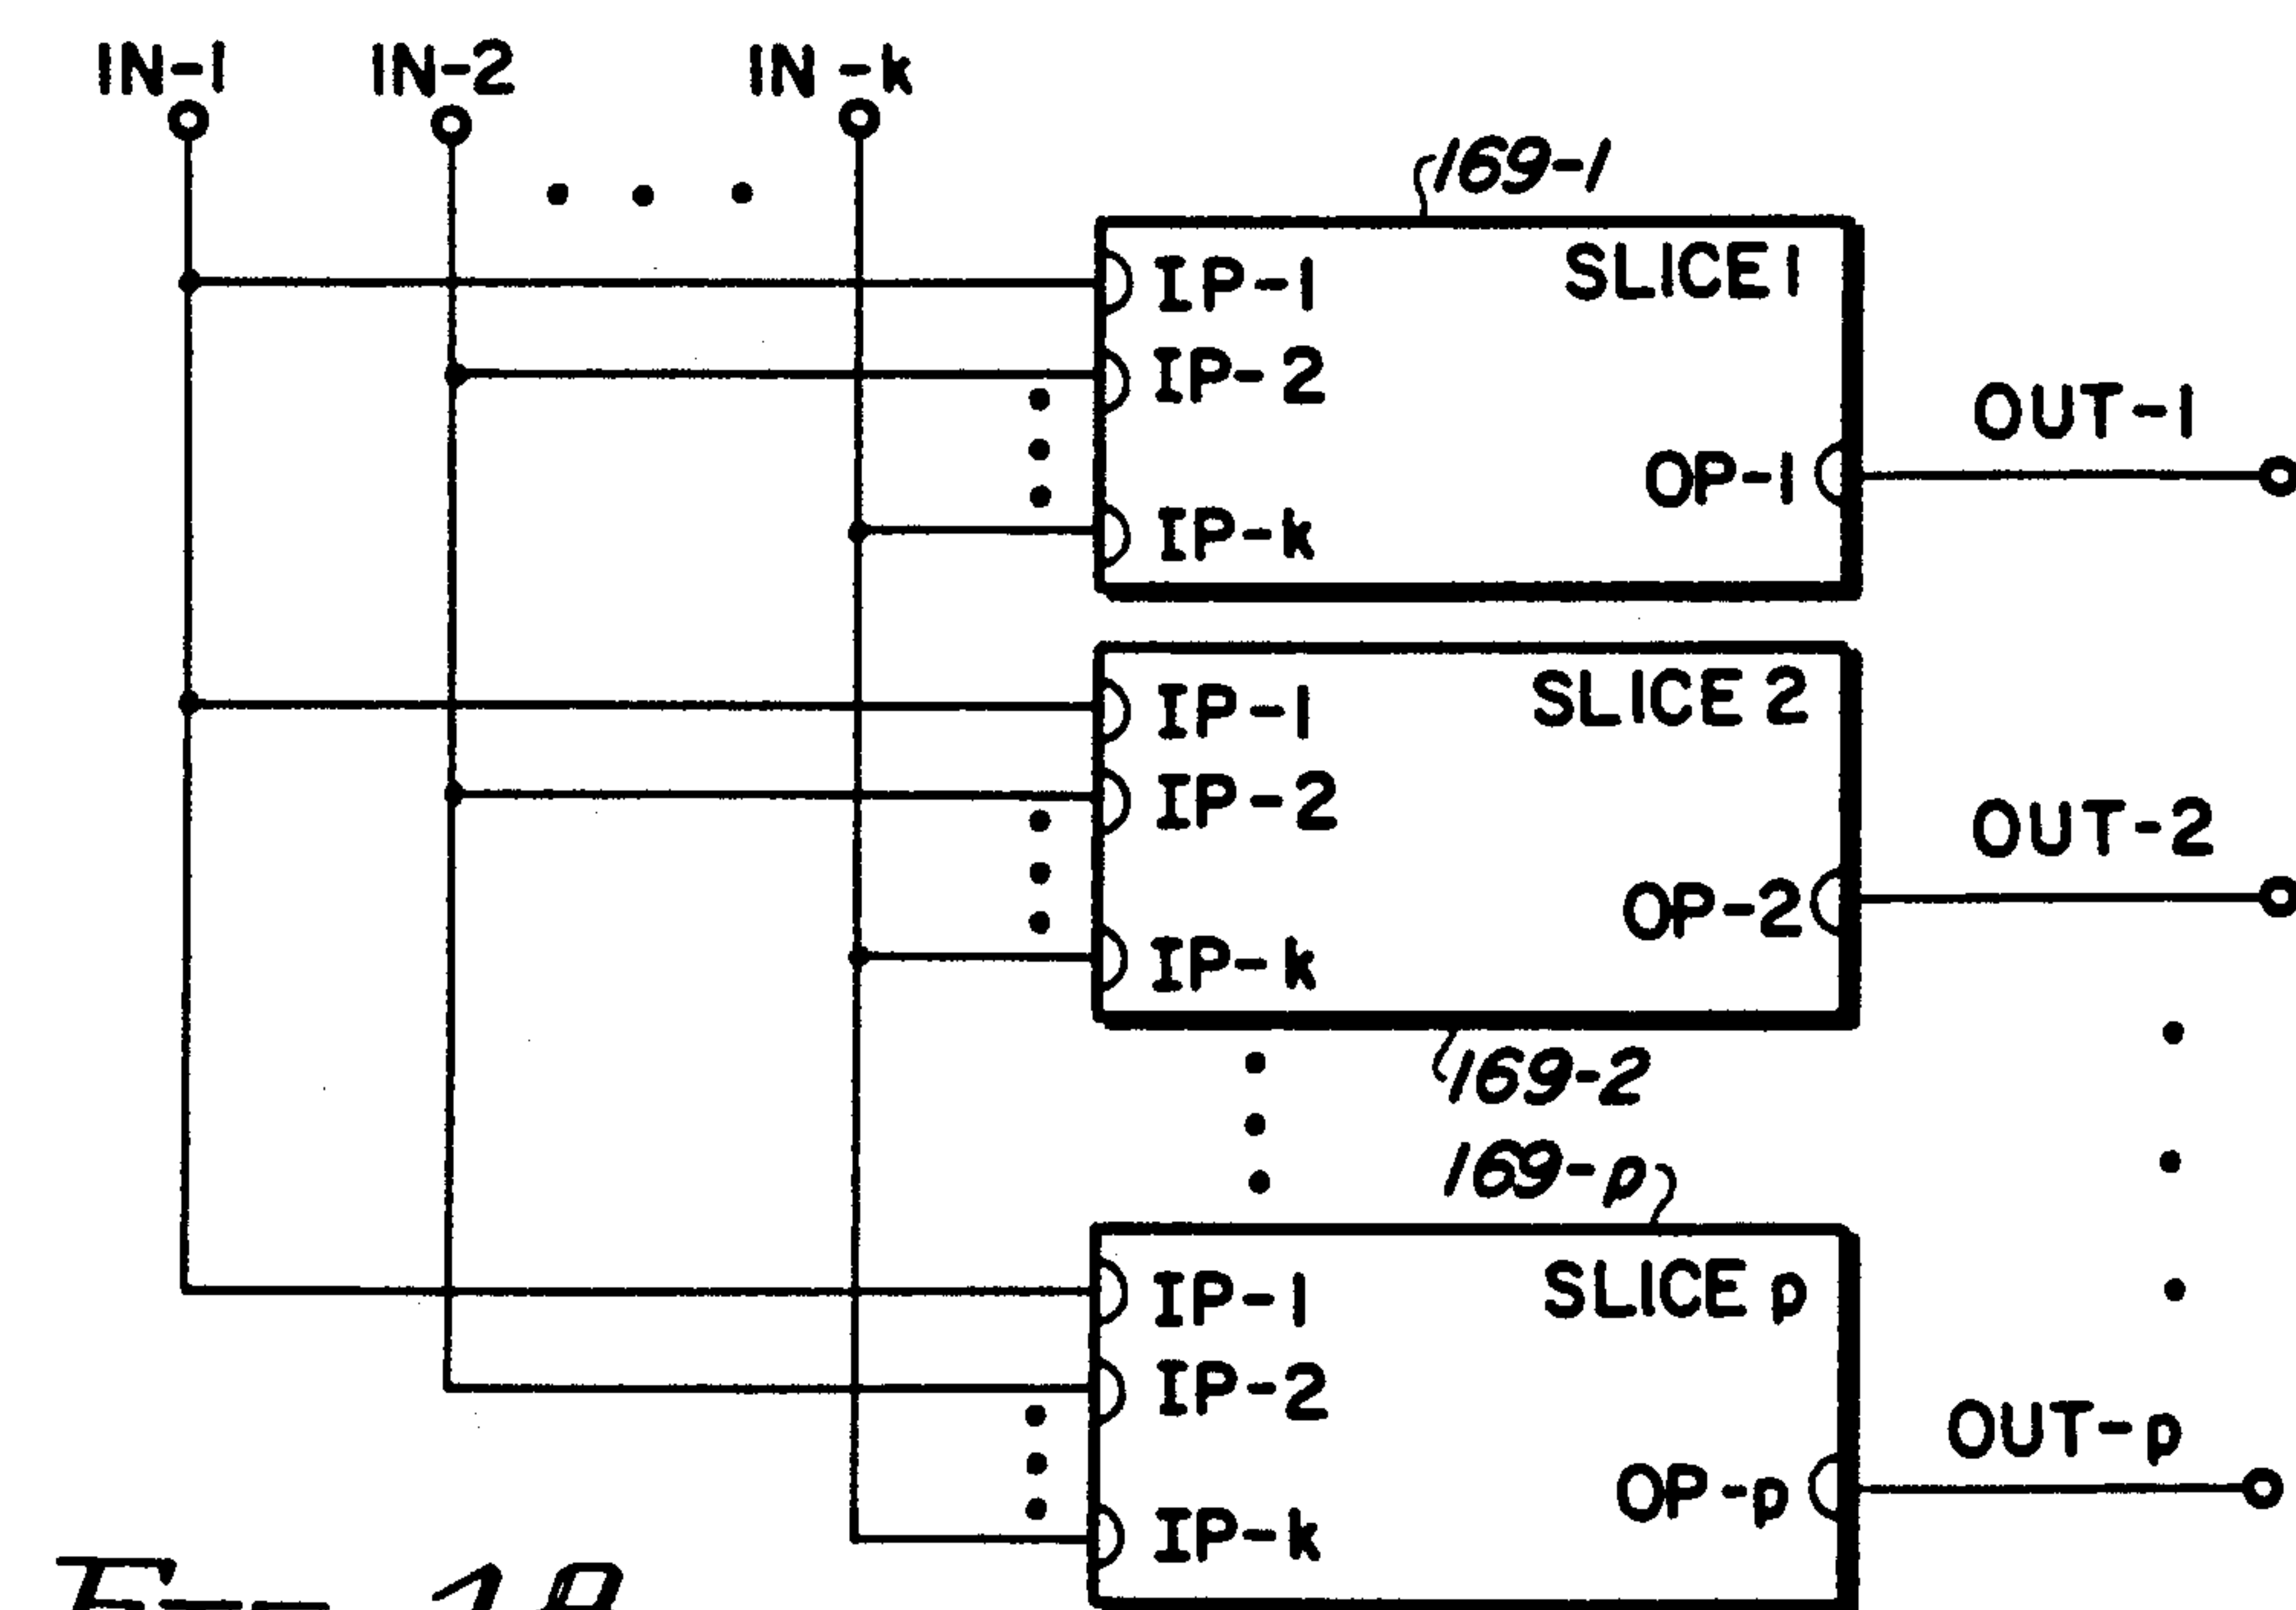 IN-1 IN-2 IN-k
169-1
SLICE 1
IP-1
IP-2
IP-k
OP-1
OUT-1
SLICE 2
IP-1
IP-2
IP-k
OP-2
OUT-2
169-2
169-p
SLICE p
IP-1
IP-2
IP-k
OP-p
OUT-p